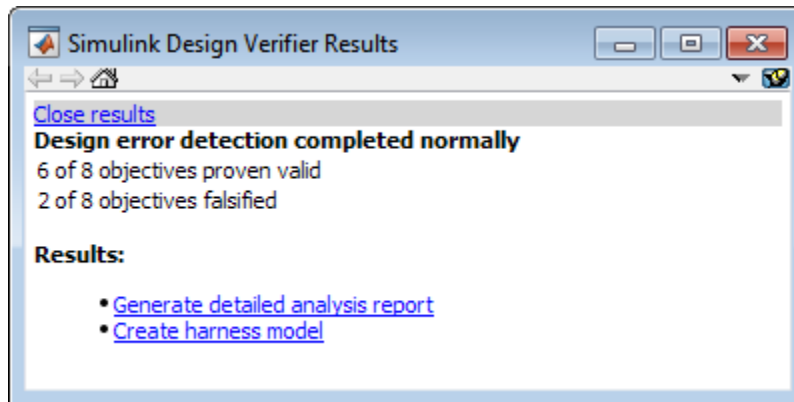 Simulink Design Verifier Results
Close results
Design error detection completed normally
6 of 8 objectives proven valid
2 of 8 objectives falsified
Results:
• Generate detailed analysis report
• Create harness model